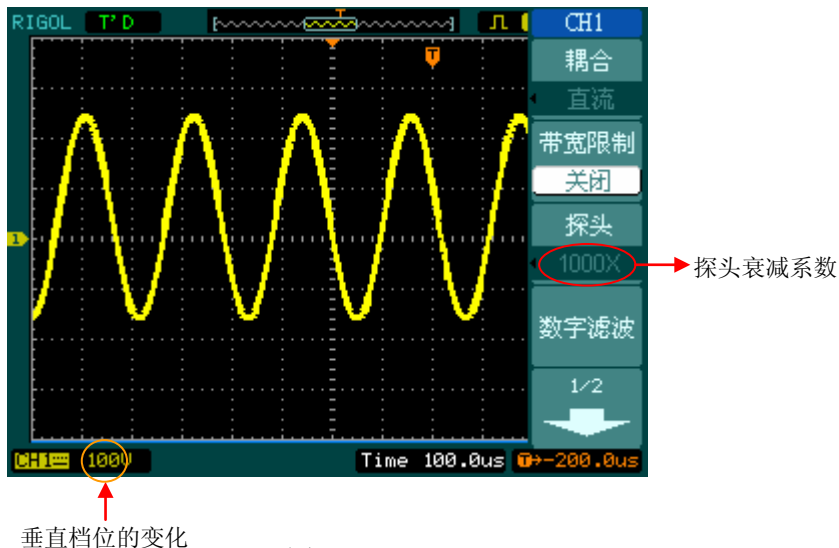 RIGOL T'D T CH1
耦合
T
直流
带宽限制
关闭
探头
1
1000X
探头衰减系数
数字滤波
1/2
CH1 100V Time 100.0us T→-200.0us
垂直档位的变化